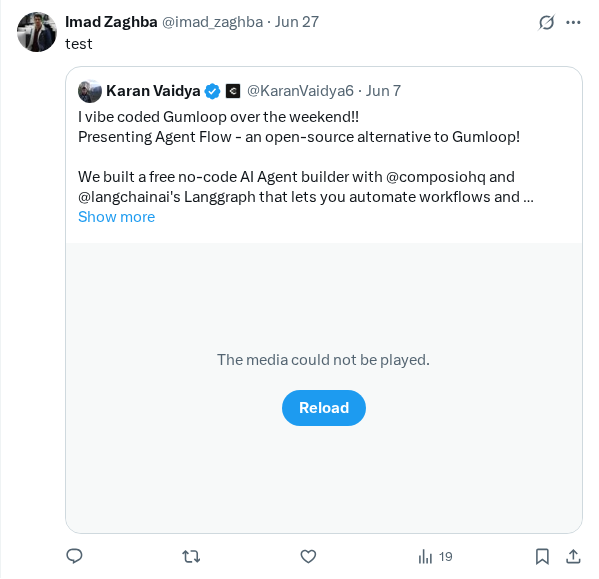 Imad Zaghba @imad_zaghba · Jun 27
test
Karan Vaidya @KaranVaidya6 · Jun 7
I vibe coded Gumloop over the weekend!!
Presenting Agent Flow - an open-source alternative to Gumloop!
We built a free no-code AI Agent builder with @composiohq and
@langchainai's Langgraph that lets you automate workflows and ...
Show more
The media could not be played.
Reload
19